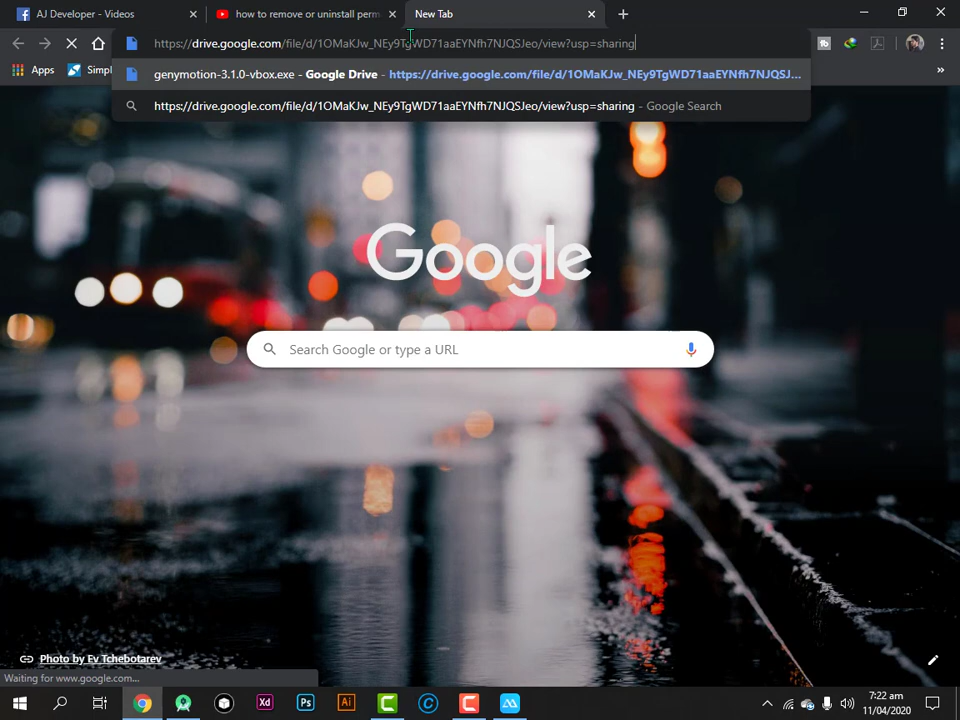 AJ Developer - Videos
how to remove or uninstall perm
New Tab
https://drive.google.com/file/d/1OMaKJw_NEy9TgWD71aaEYNfh7NJQSJeo/view?usp=sharing
Apps
Simpl
genymotion-3.1.0-vbox.exe - Google Drive - https://drive.google.com/file/d/1OMaKJw_NEy9TgWD71aaEYNfh7NJQSJ...
https://drive.google.com/file/d/1OMaKJw_NEy9TgWD71aaEYNfh7NJQSJeo/view?usp=sharing - Google Search
Google
Search Google or type a URL
Photo by Ev Tchebotarev
Waiting for www.google.com...
Xd
Ps
Ai
7:22 am
11/04/2020